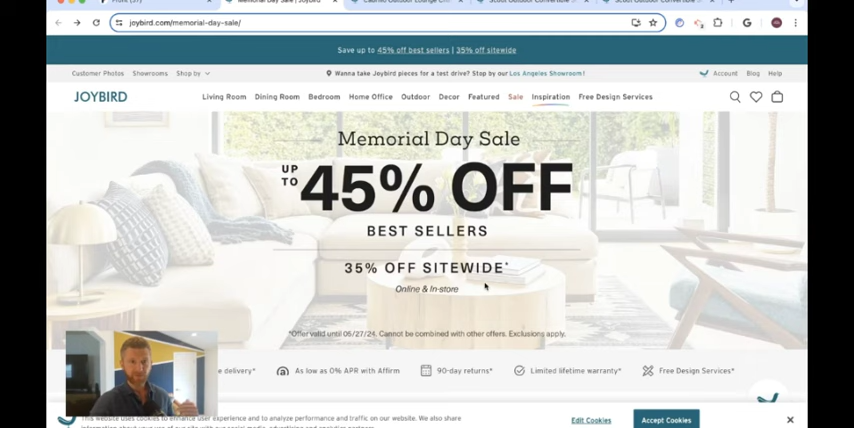 Memorial Day Sale | Joybird
joybird.com/memorial-day-sale/
Save up to 45% off best sellers | 35% off sitewide
Customer Photos Showrooms Shop by
Wanna take Joybird pieces for a test drive? Stop by our Los Angeles Showroom!
Account Blog Help
JOYBIRD
Living Room Dining Room Bedroom Home Office Outdoor Decor Featured Sale Inspiration Free Design Services
Memorial Day Sale
UP TO 45% OFF
BEST SELLERS
35% OFF SITEWIDE*
Online & In-store
*Offer valid until 05/27/24. Cannot be combined with other offers. Exclusions apply.
e delivery* As low as 0% APR with Affirm 90-day returns* Limited lifetime warranty* Free Design Services*
This website uses cookies to enhance user experience and to analyze performance and traffic on our website. We also
Edit Cookies Accept Cookies